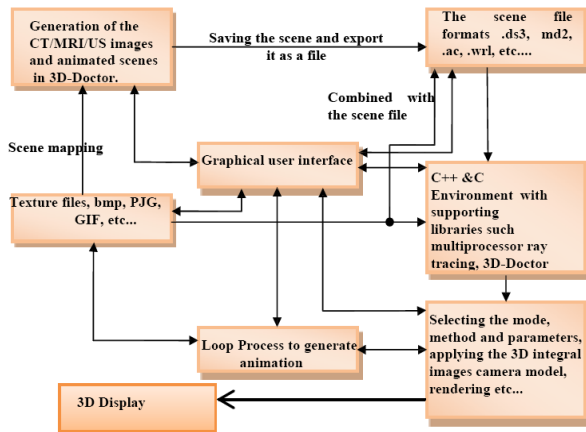 Generation of the
CT/MRI/US images
and animated scenes
in 3D-Doctor.
Saving the scene and export
it as a file
The scene file
formats .ds3, md2,
.ac, .wrl, etc....
Combined with
the scene file
Scene mapping
Graphical user interface
Texture files, bmp, PJG,
GIF, etc...
C++ &C
Environment with
supporting
libraries such
multiprocessor ray
tracing, 3D-Doctor
Loop Process to generate
animation
Selecting the mode,
method and parameters,
applying the 3D integral
images camera model,
rendering etc...
3D Display